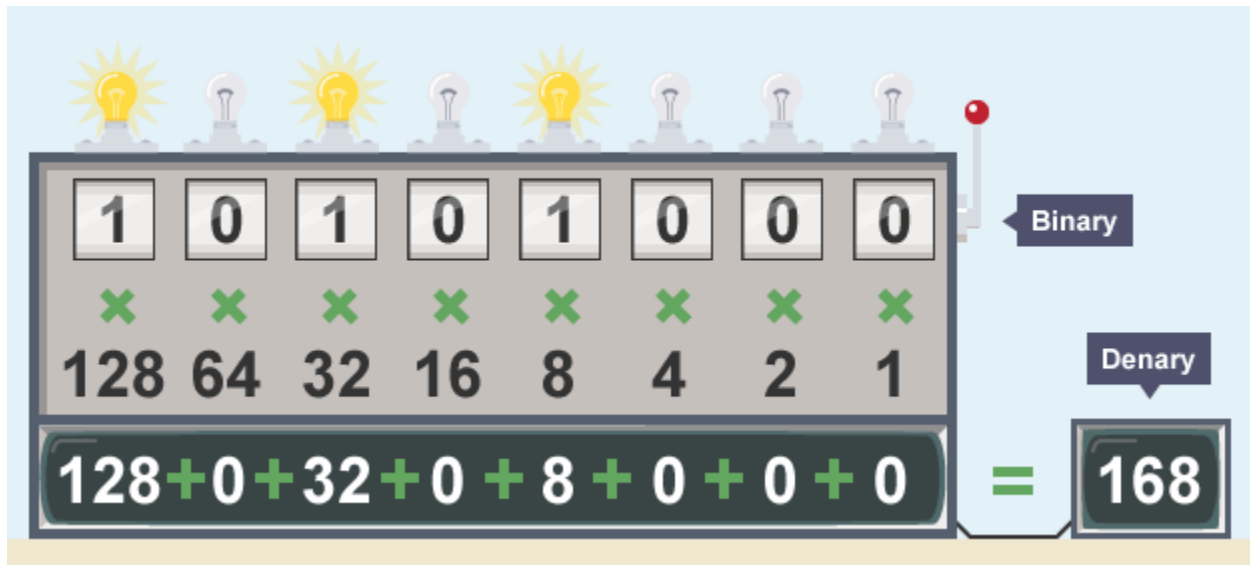 1 0 1 0 1 0 0 0
Binary
× × × × × × × ×
128 64 32 16 8 4 2 1
Denary
128+0+32+0+8+0+0+0 = 168